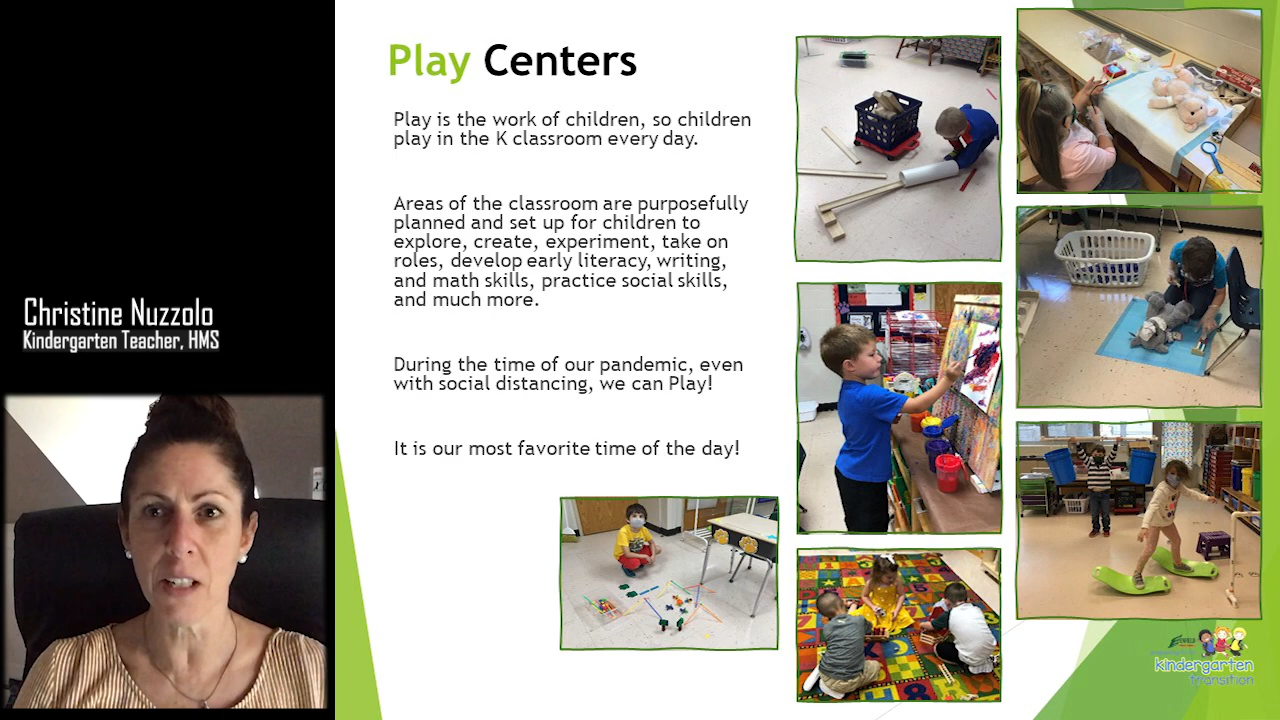 Play Centers
Play is the work of children, so children
play in the K classroom every day.
Areas of the classroom are purposefully
planned and set up for children to
explore, create, experiment, take on
roles, develop early literacy, writing,
and math skills, practice social skills,
and much more.
During the time of our pandemic, even
with social distancing, we can Play!
It is our most favorite time of the day!
Christine Nuzzolo
Kindergarten Teacher, HMS
kindergarten
transition